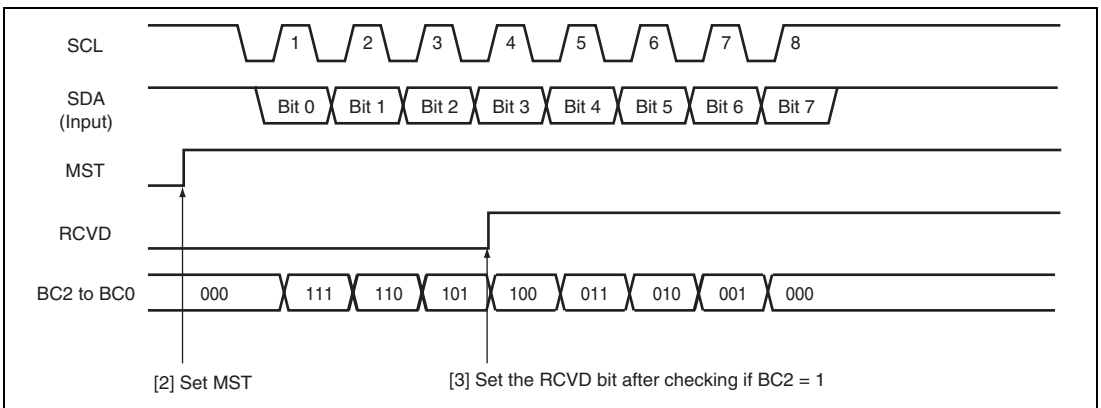 SCL 1 2 3 4 5 6 7 8
SDA
(Input)
Bit 0 Bit 1 Bit 2 Bit 3 Bit 4 Bit 5 Bit 6 Bit 7
MST
RCVD
BC2 to BC0 000 111 110 101 100 011 010 001 000
[2] Set MST [3] Set the RCVD bit after checking if BC2 = 1